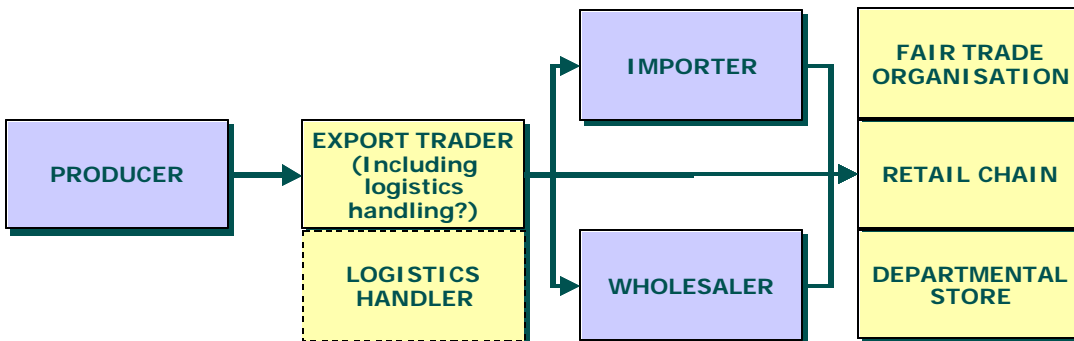 PRODUCER
EXPORT TRADER
(Including
logistics
handling?)
LOGISTICS
HANDLER
IMPORTER
WHOLESALER
FAIR TRADE
ORGANISATION
RETAIL CHAIN
DEPARTMENTAL
STORE